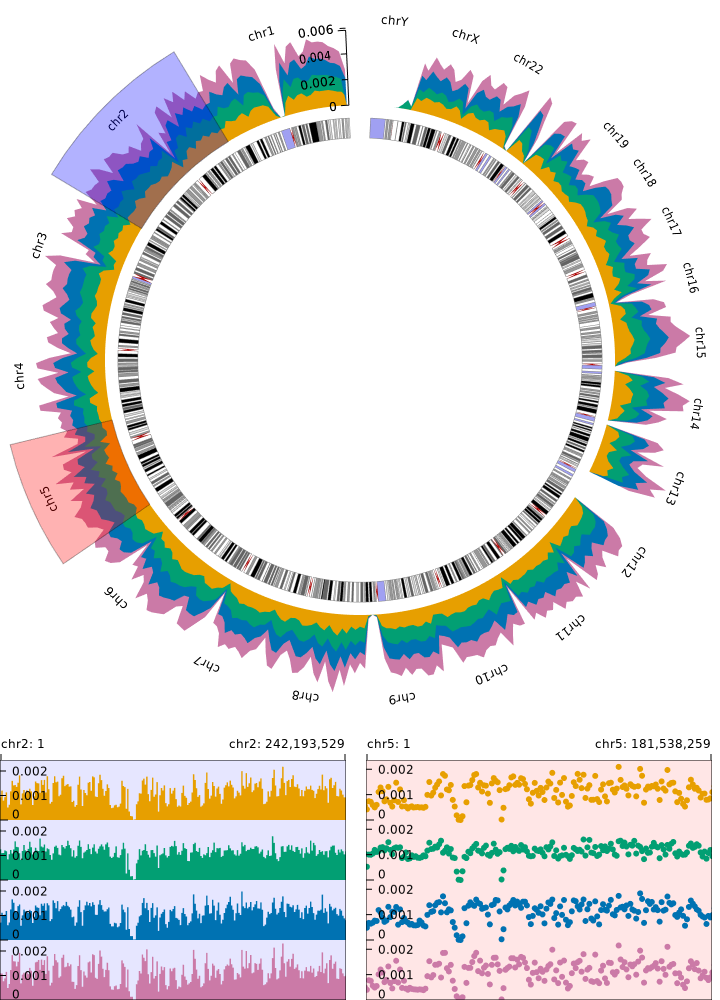 chr1
0.006
0.004
0.002
0
chrY
chrX
chr22
chr19
chr18
chr17
chr16
chr15
chr14
chr13
chr12
chr11
chr10
chr9
chr8
chr7
chr6
chr5
chr4
chr3
chr2
chr2: 1
chr2: 242,193,529
0.002
0.001
0
0.002
0.001
0
0.002
0.001
0
0.002
0.001
0
chr5: 1
chr5: 181,538,259
0.002
0.001
0
0.002
0.001
0
0.002
0.001
0
0.002
0.001
0